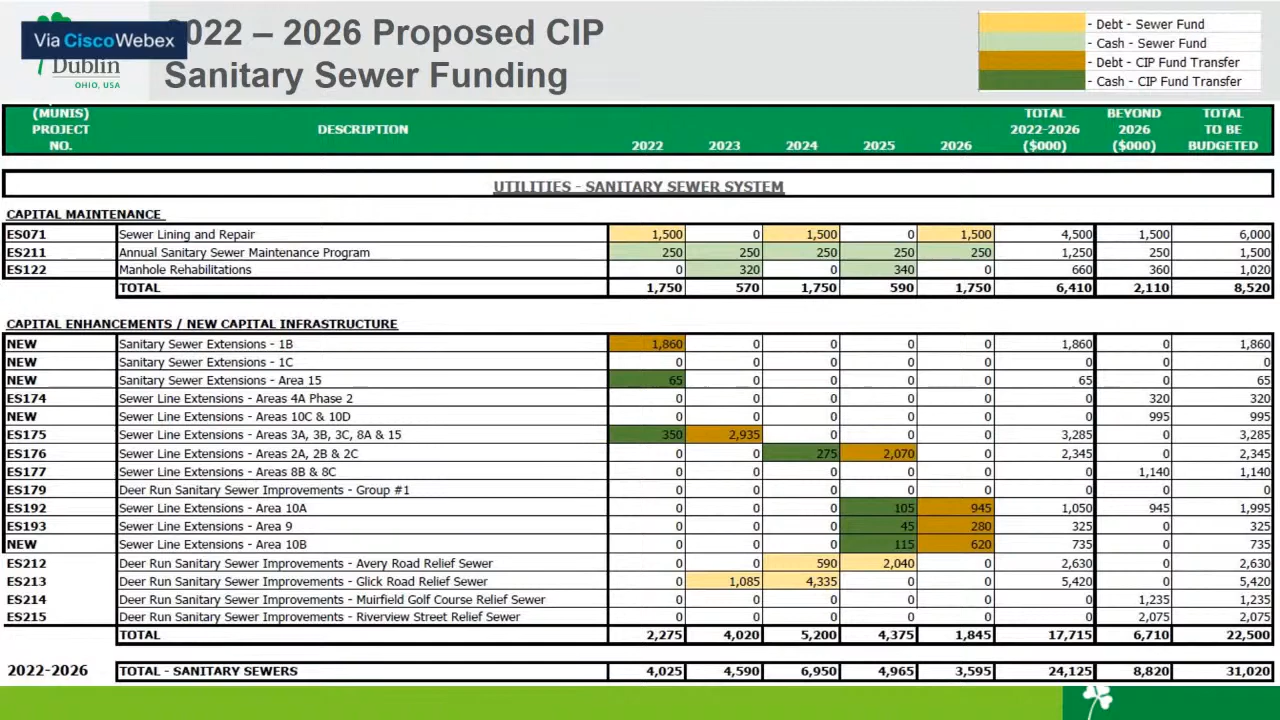 Via Cisco Webex
Dublin
OHIO, USA
022 – 2026 Proposed CIP
Sanitary Sewer Funding
- Debt - Sewer Fund
- Cash - Sewer Fund
- Debt - CIP Fund Transfer
- Cash - CIP Fund Transfer
(MUNIS) TOTAL BEYOND TOTAL
PROJECT DESCRIPTION 2022-2026 2026 TO BE
NO. 2022 2023 2024 2025 2026 ($000) ($000) BUDGETED
UTILITIES - SANITARY SEWER SYSTEM
CAPITAL MAINTENANCE
ES071 Sewer Lining and Repair 1,500 0 1,500 0 1,500 4,500 1,500 6,000
ES211 Annual Sanitary Sewer Maintenance Program 250 250 250 250 250 1,250 250 1,500
ES122 Manhole Rehabilitations 0 320 0 340 0 660 360 1,020
TOTAL 1,750 570 1,750 590 1,750 6,410 2,110 8,520
CAPITAL ENHANCEMENTS / NEW CAPITAL INFRASTRUCTURE
NEW Sanitary Sewer Extensions - 1B 1,860 0 0 0 0 1,860 0 1,860
NEW Sanitary Sewer Extensions - 1C 0 0 0 0 0 0 0 0
NEW Sanitary Sewer Extensions - Area 15 65 0 0 0 0 65 0 65
ES174 Sewer Line Extensions - Areas 4A Phase 2 0 0 0 0 0 0 320 320
NEW Sewer Line Extensions - Areas 10C & 10D 0 0 0 0 0 0 995 995
ES175 Sewer Line Extensions - Areas 3A, 3B, 3C, 8A & 15 350 2,935 0 0 0 3,285 0 3,285
ES176 Sewer Line Extensions - Areas 2A, 2B & 2C 0 0 275 2,070 0 2,345 0 2,345
ES177 Sewer Line Extensions - Areas 8B & 8C 0 0 0 0 0 0 1,140 1,140
ES179 Deer Run Sanitary Sewer Improvements - Group #1 0 0 0 0 0 0 0 0
ES192 Sewer Line Extensions - Area 10A 0 0 0 105 945 1,050 945 1,995
ES193 Sewer Line Extensions - Area 9 0 0 0 45 280 325 0 325
NEW Sewer Line Extensions - Area 10B 0 0 0 115 620 735 0 735
ES212 Deer Run Sanitary Sewer Improvements - Avery Road Relief Sewer 0 0 590 2,040 0 2,630 0 2,630
ES213 Deer Run Sanitary Sewer Improvements - Glick Road Relief Sewer 0 1,085 4,335 0 0 5,420 0 5,420
ES214 Deer Run Sanitary Sewer Improvements - Muirfield Golf Course Relief Sewer 0 0 0 0 0 0 1,235 1,235
ES215 Deer Run Sanitary Sewer Improvements - Riverview Street Relief Sewer 0 0 0 0 0 0 2,075 2,075
TOTAL 2,275 4,020 5,200 4,375 1,845 17,715 6,710 22,500
2022-2026 TOTAL - SANITARY SEWERS 4,025 4,590 6,950 4,965 3,595 24,125 8,820 31,020